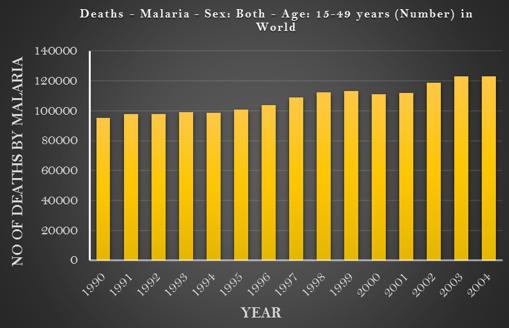 Deaths - Malaria - Sex: Both - Age: 15-49 years (Number) in
World
NO OF DEATHS BY MALARIA
140000
120000
100000
80000
60000
40000
20000
0
1990 1991 1992 1993 1994 1995 1996 1997 1998 1999 2000 2001 2002 2003 2004
YEAR